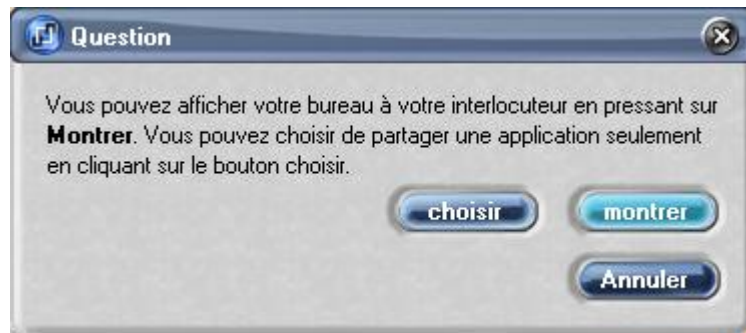 Question
Vous pouvez afficher votre bureau à votre interlocuteur en pressant sur
Montrer. Vous pouvez choisir de partager une application seulement
en cliquant sur le bouton choisir.
choisir montrer
Annuler